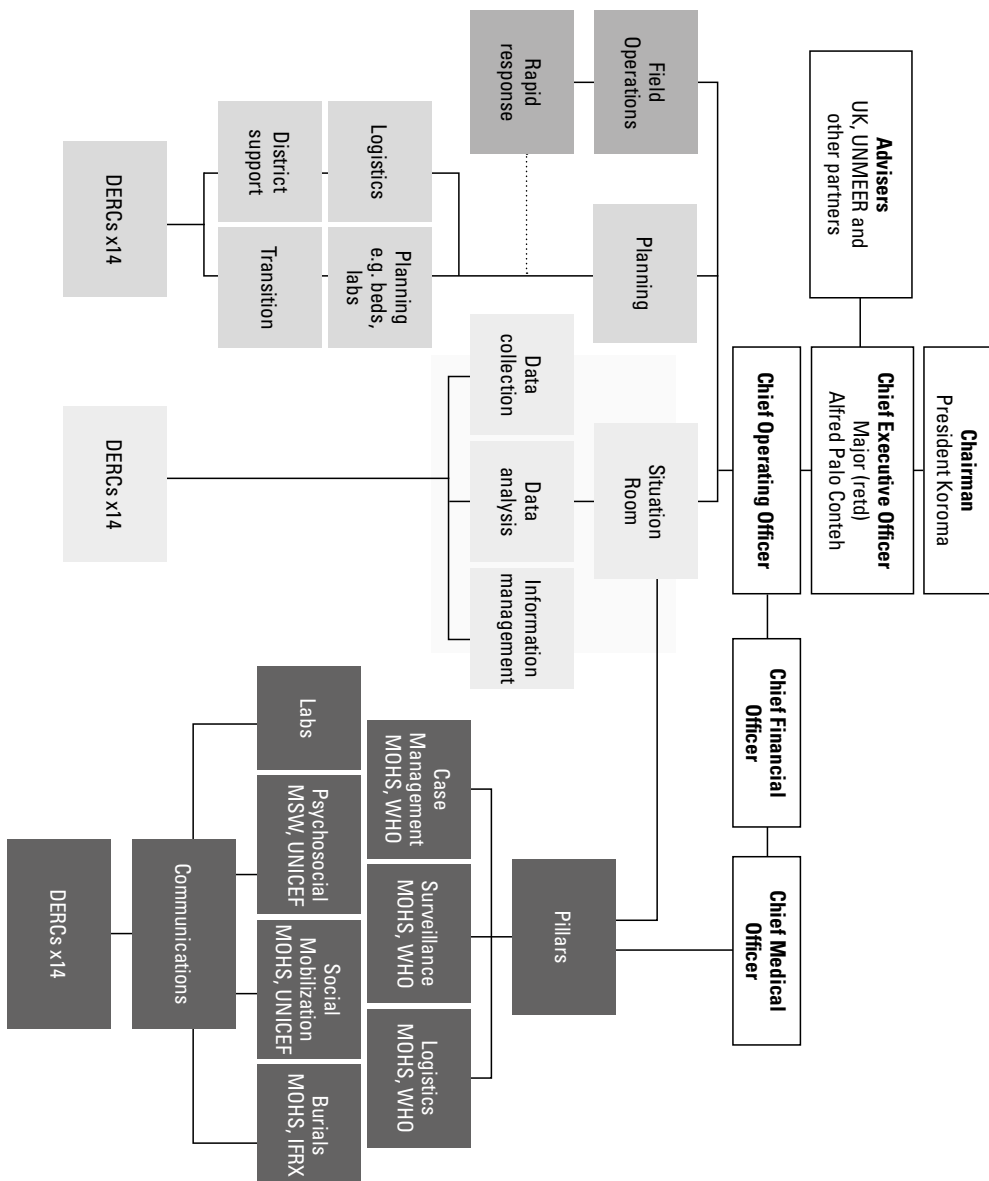 Chairman
President Koroma
Chief Executive Officer
Major (retd)
Alfred Palo Conteh
Advisers
UK, UNMEER and
other partners
Chief Operating Officer
Chief Financial
Officer
Chief Medical
Officer
Field
Operations
Planning
Situation
Room
Pillars
Rapid
response
Data
collection
Data
analysis
Information
management
Logistics
Planning
e.g. beds,
labs
District
support
Transition
Case
Management
MOHS, WHO
Surveillance
MOHS, WHO
Logistics
MOHS, WHO
Labs
Psychosocial
MSW, UNICEF
Social
Mobilization
MOHS, UNICEF
Burials
MOHS, IFRX
Communications
DERCs x14
DERCs x14
DERCs x14